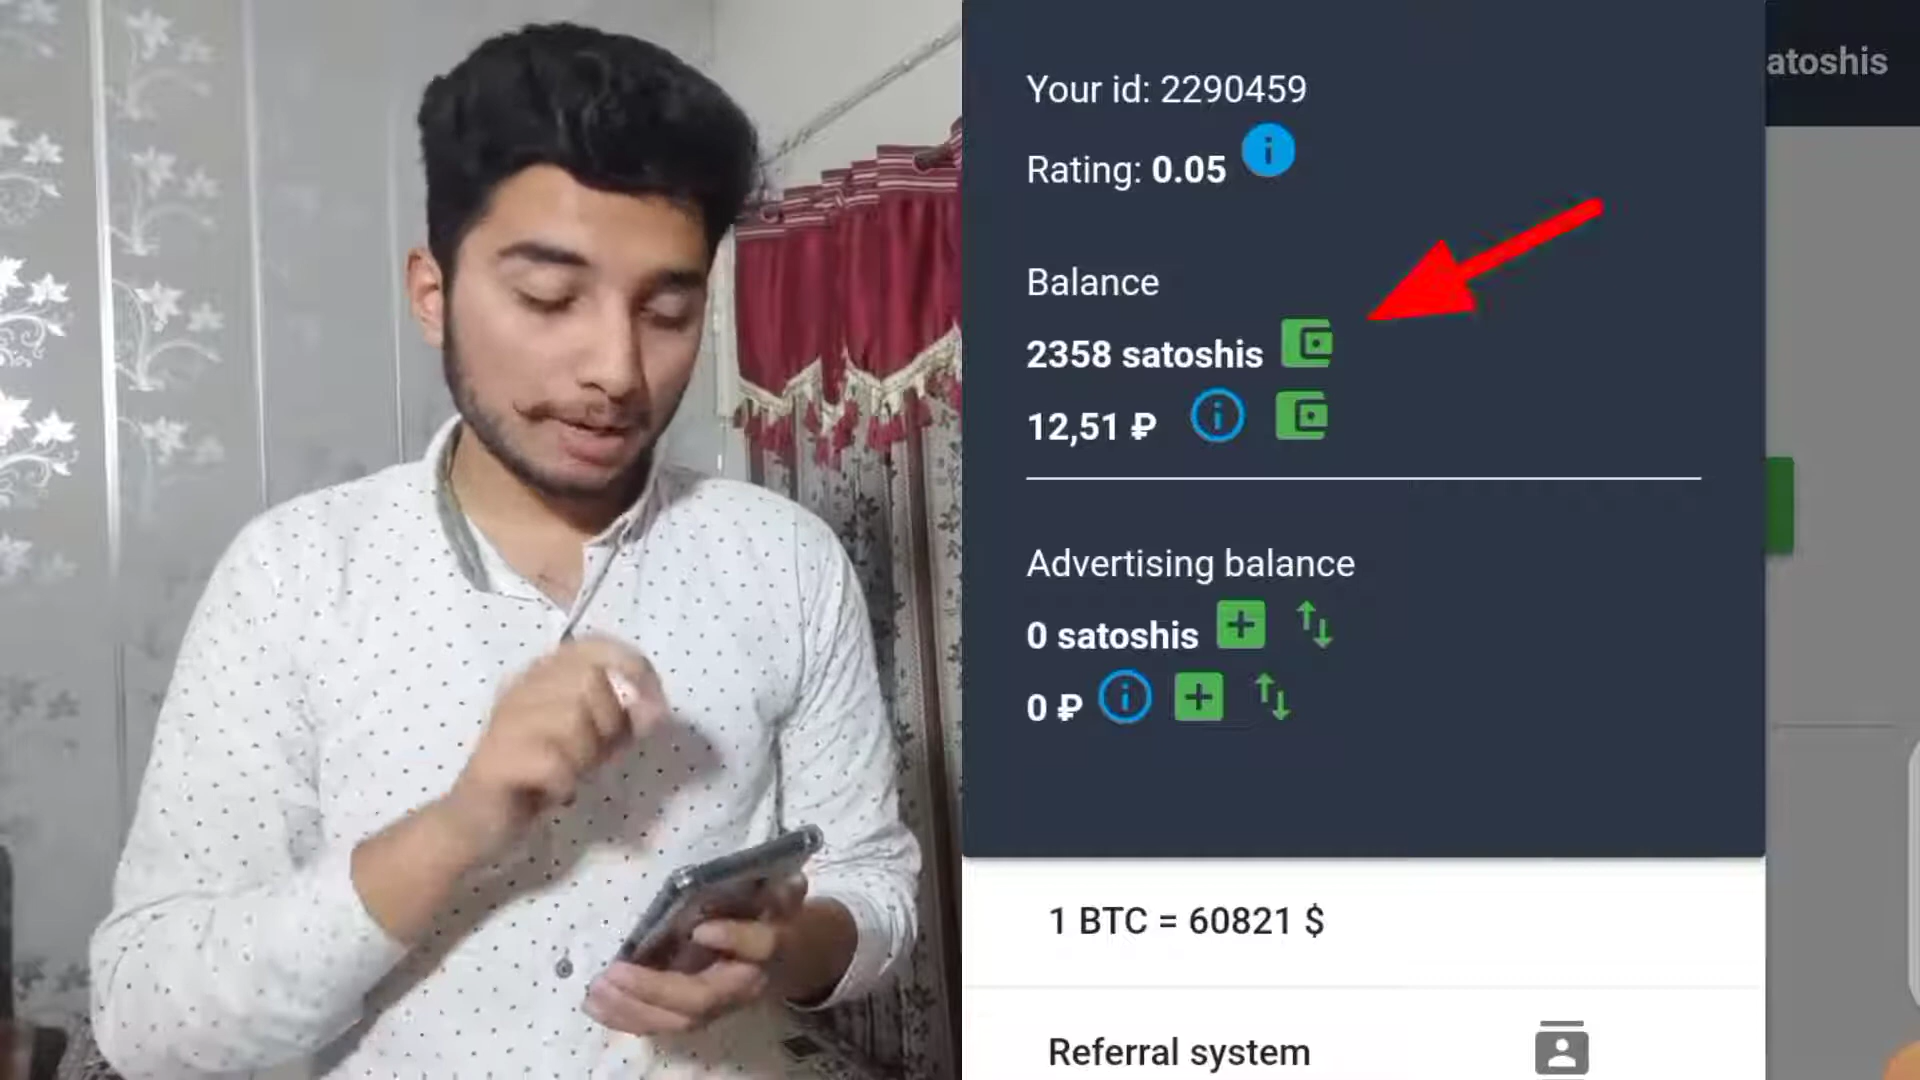 atoshis
Your id: 2290459
Rating: 0.05
Balance
2358 satoshis
12,51 ₽
Advertising balance
0 satoshis
0 ₽
1 BTC = 60821 $
Referral system